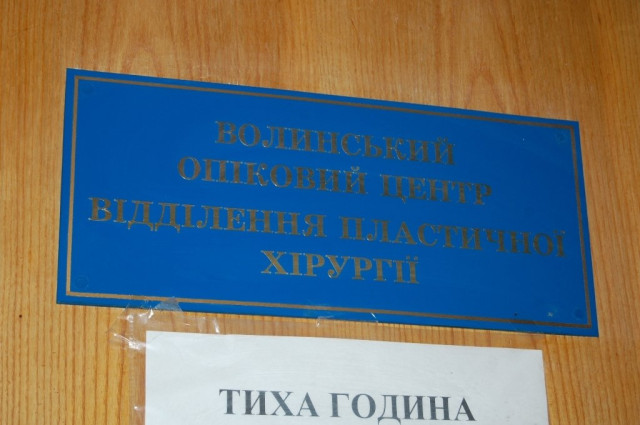 ВОЛИНСЬКИЙ
ОПІКОВИЙ ЦЕНТР
ВІДДІЛЕННЯ ПЛАСТИЧНОЇ
ХІРУРГІЇ
ТИХА ГОДИНА